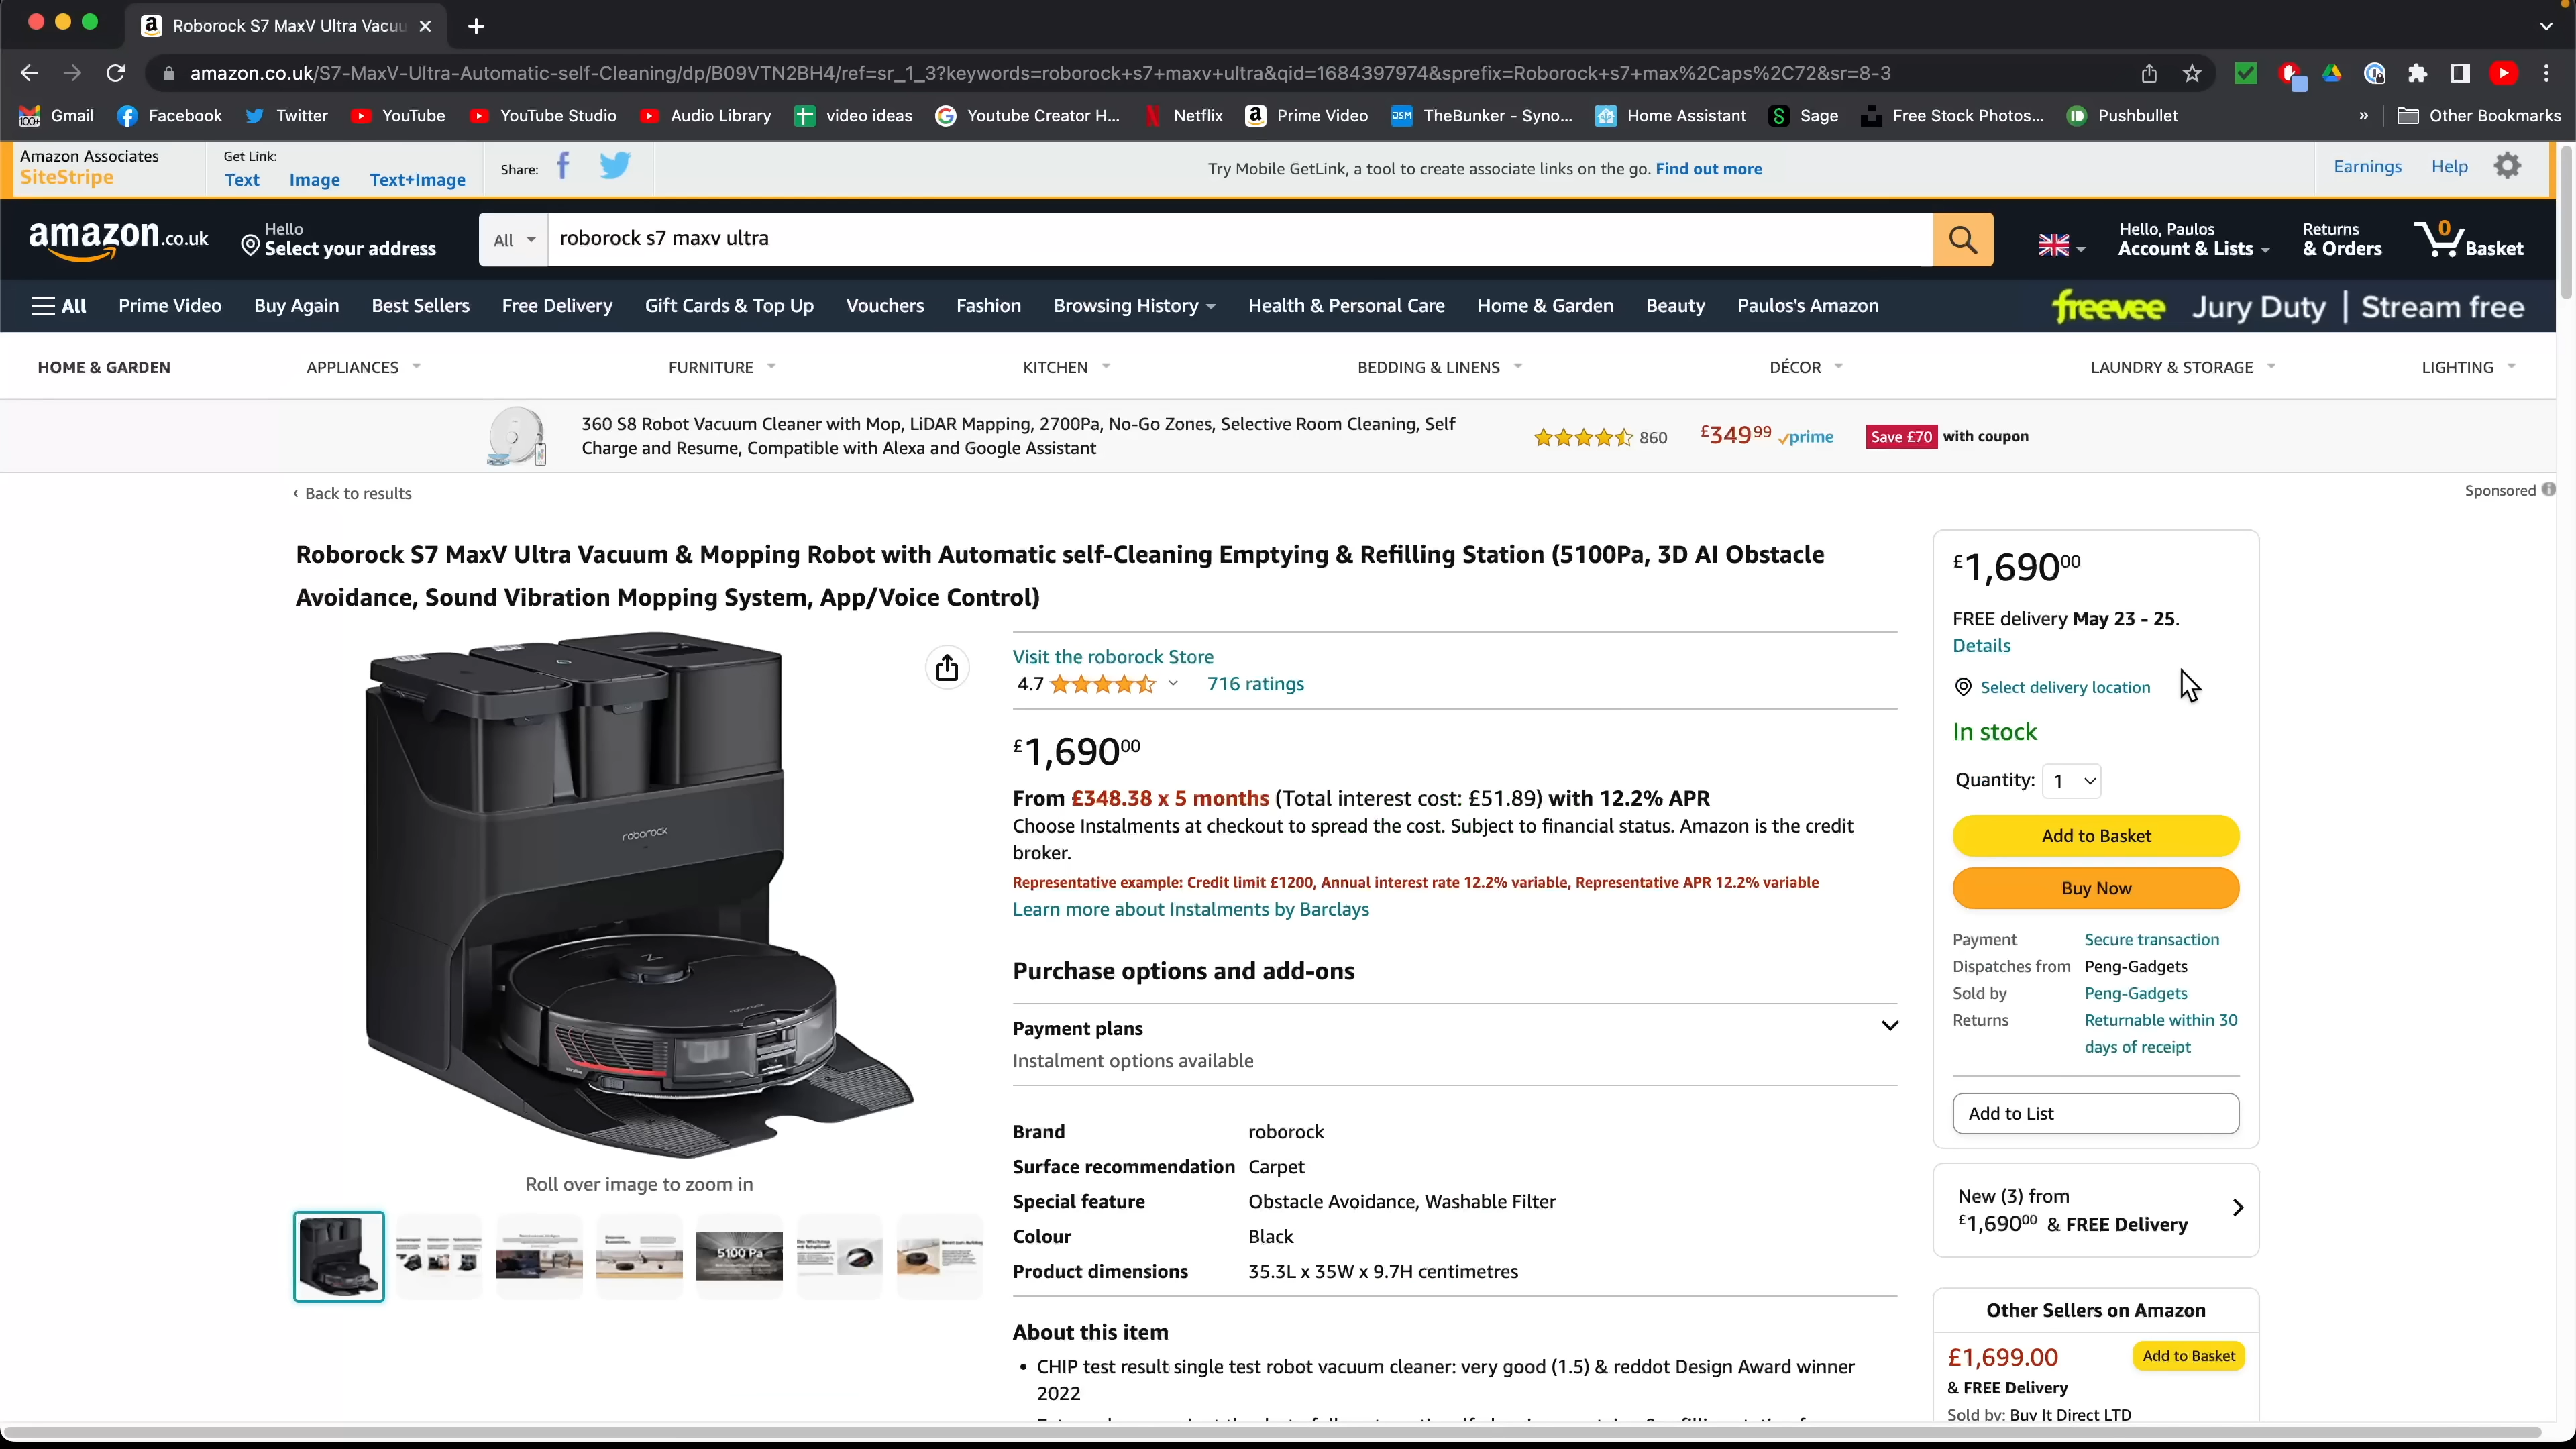 Roborock S7 MaxV Ultra Vacuu
amazon.co.uk/S7-MaxV-Ultra-Automatic-self-Cleaning/dp/B09VTN2BH4/ref=sr_1_3?keywords=roborock+s7+maxv+ultra&qid=1684397974&sprefix=Roborock+s7+max%2Caps%2C72&sr=8-3
Gmail Facebook Twitter YouTube YouTube Studio Audio Library video ideas Youtube Creator H... Netflix Prime Video TheBunker - Syno... Home Assistant Sage Free Stock Photos... Pushbullet » Other Bookmarks
Amazon Associates
SiteStripe
Get Link:
Text Image Text+Image
Share:
Try Mobile GetLink, a tool to create associate links on the go. Find out more
Earnings Help
amazon.co.uk
Hello
Select your address
All
roborock s7 maxv ultra
Hello, Paulos
Account & Lists
Returns
& Orders
0
Basket
All Prime Video Buy Again Best Sellers Free Delivery Gift Cards & Top Up Vouchers Fashion Browsing History Health & Personal Care Home & Garden Beauty Paulos's Amazon
freevee Jury Duty | Stream free
HOME & GARDEN APPLIANCES FURNITURE KITCHEN BEDDING & LINENS DÉCOR LAUNDRY & STORAGE LIGHTING
360 S8 Robot Vacuum Cleaner with Mop, LiDAR Mapping, 2700Pa, No-Go Zones, Selective Room Cleaning, Self
Charge and Resume, Compatible with Alexa and Google Assistant
860 £349⁹⁹ prime Save £70 with coupon
‹ Back to results
Sponsored
Roborock S7 MaxV Ultra Vacuum & Mopping Robot with Automatic self-Cleaning Emptying & Refilling Station (5100Pa, 3D AI Obstacle
Avoidance, Sound Vibration Mopping System, App/Voice Control)
roborock
Roll over image to zoom in
5100 Pa
Visit the roborock Store
4.7 716 ratings
£1,690⁰⁰
From £348.38 x 5 months (Total interest cost: £51.89) with 12.2% APR
Choose Instalments at checkout to spread the cost. Subject to financial status. Amazon is the credit
broker.
Representative example: Credit limit £1200, Annual interest rate 12.2% variable, Representative APR 12.2% variable
Learn more about Instalments by Barclays
Purchase options and add-ons
Payment plans
Instalment options available
Brand roborock
Surface recommendation Carpet
Special feature Obstacle Avoidance, Washable Filter
Colour Black
Product dimensions 35.3L x 35W x 9.7H centimetres
About this item
• CHIP test result single test robot vacuum cleaner: very good (1.5) & reddot Design Award winner
2022
£1,690⁰⁰
FREE delivery May 23 - 25.
Details
Select delivery location
In stock
Quantity: 1
Add to Basket
Buy Now
Payment Secure transaction
Dispatches from Peng-Gadgets
Sold by Peng-Gadgets
Returns Returnable within 30
days of receipt
Add to List
New (3) from
£1,690⁰⁰ & FREE Delivery
Other Sellers on Amazon
£1,699.00
Add to Basket
& FREE Delivery
Sold by: Buy It Direct LTD